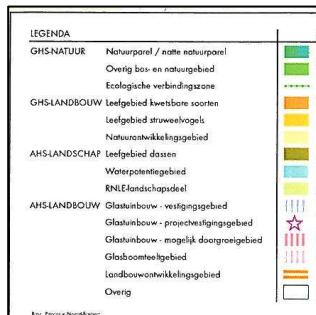 LEGENDA
GHS-NATUUR Natuurparel / natte natuurparel
Overig bos- en natuurgebied
Ecologische verbindingszone
GHS-LANDBOUW Leefgebied kwetsbare soorten
Leefgebied struweelvogels
Natuurontwikkelingsgebied
AHS-LANDSCHAP Leefgebied dassen
Waterpotentiegebied
RNLE-landschapsdeel
AHS-LANDBOUW Glastuinbouw - vestigingsgebied
Glastuinbouw - projectvestigingsgebied
Glastuinbouw - mogelijk doorgroeigebied
Glasboomteeltgebied
Landbouwontwikkelingsgebied
Overig